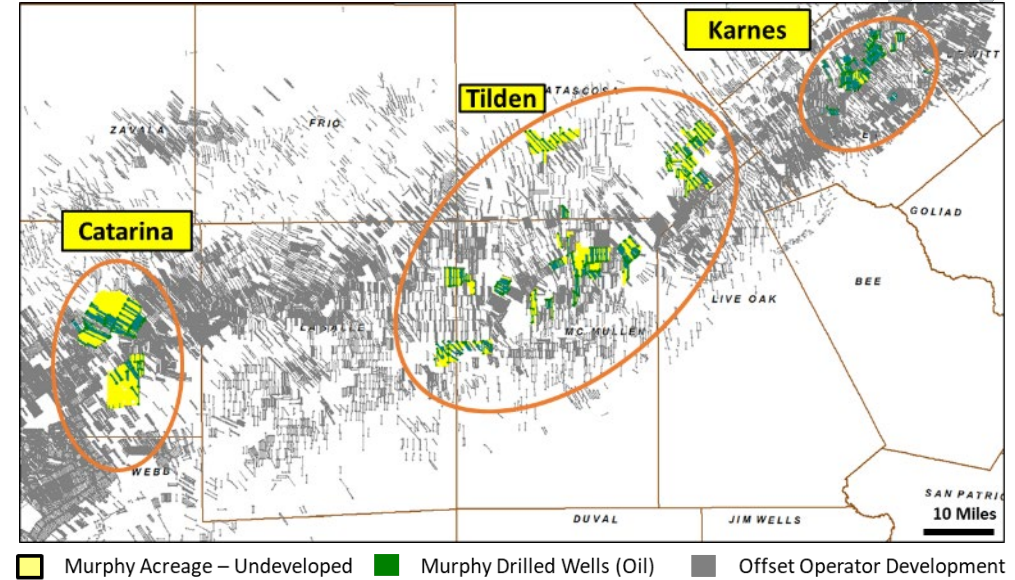 Karnes
Tilden
ATASCOSA
ZAVALA
FRIO
Catarina
GOLIAD
BEE
LIVE OAK
LA SALLE
MC MULLEN
WEBB
SAN PATRIC
10 Miles
DUVAL
JIM WELLS
Murphy Acreage – Undeveloped
Murphy Drilled Wells (Oil)
Offset Operator Development